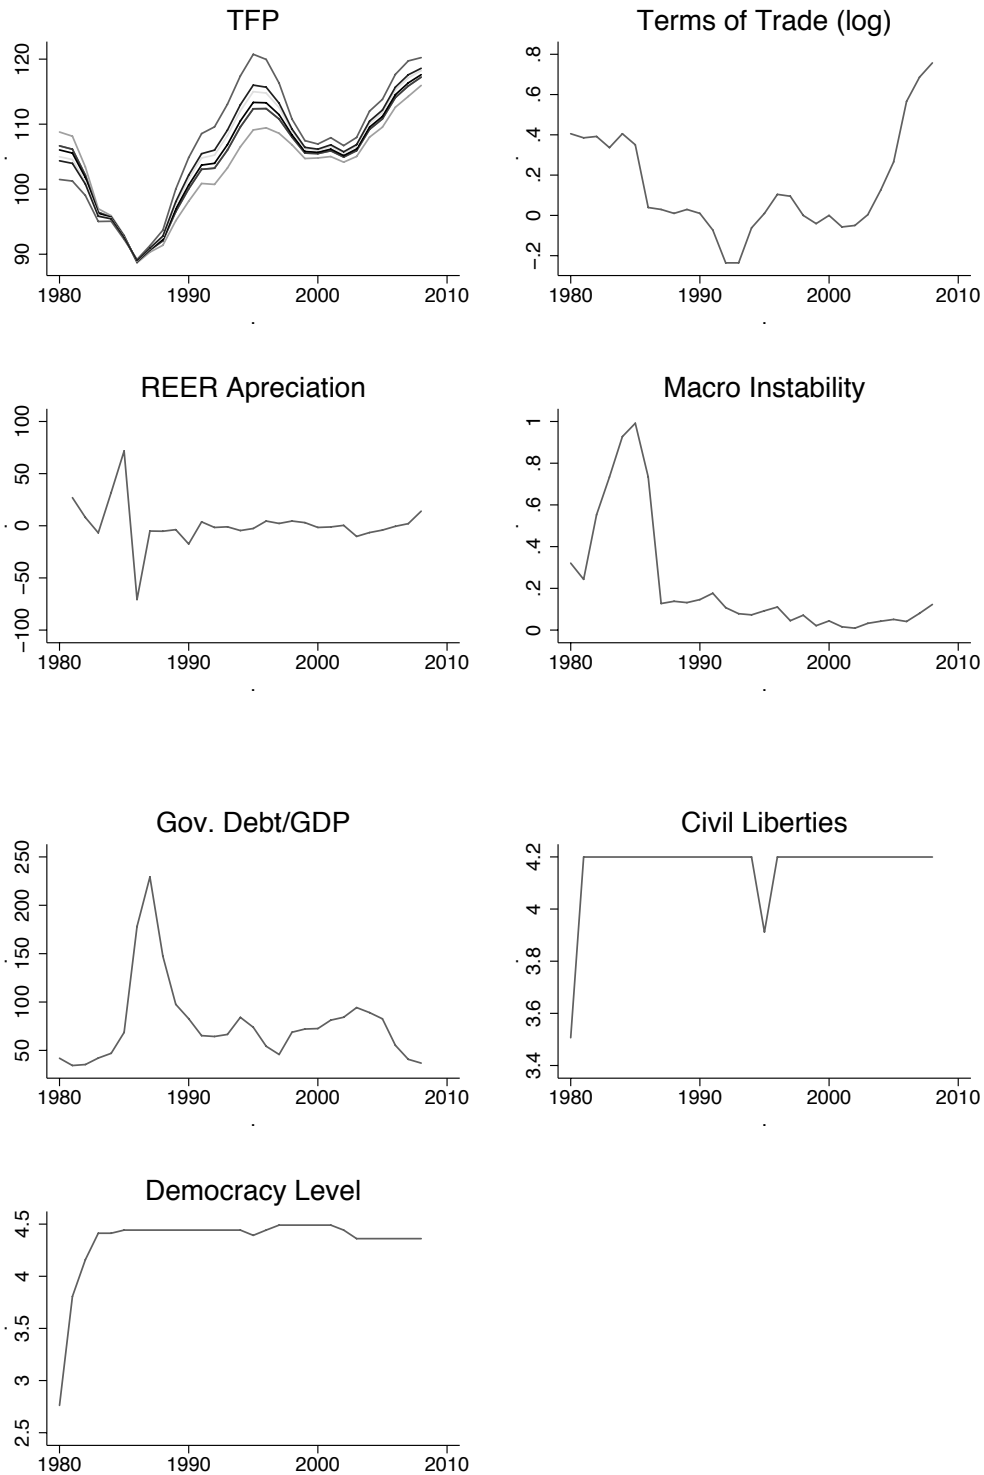 TFP
120
110
100
90
1980 1990 2000 2010
Terms of Trade (log)
.8
.6
.4
.2
0
-.2
1980 1990 2000 2010
REER Apreciation
100
50
0
-50
-100
1980 1990 2000 2010
Macro Instability
1
.8
.6
.4
.2
0
1980 1990 2000 2010
Gov. Debt/GDP
250
200
150
100
50
1980 1990 2000 2010
Civil Liberties
4.2
4
3.8
3.6
3.4
1980 1990 2000 2010
Democracy Level
4.5
4
3.5
3
2.5
1980 1990 2000 2010